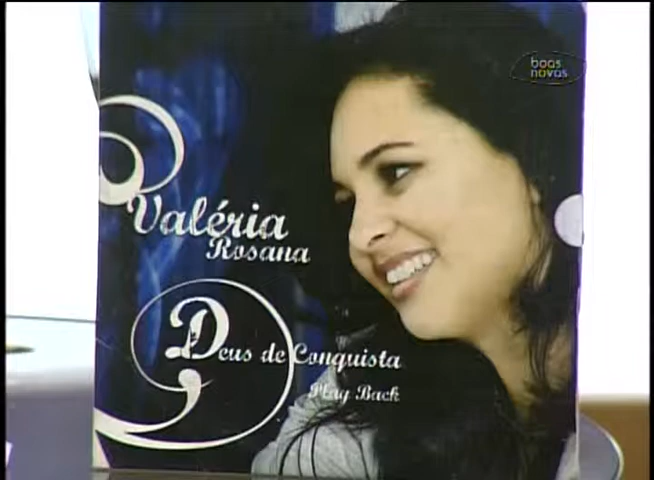 boas
novas
Valéria
Rosana
Deus de Conquista
Play Back